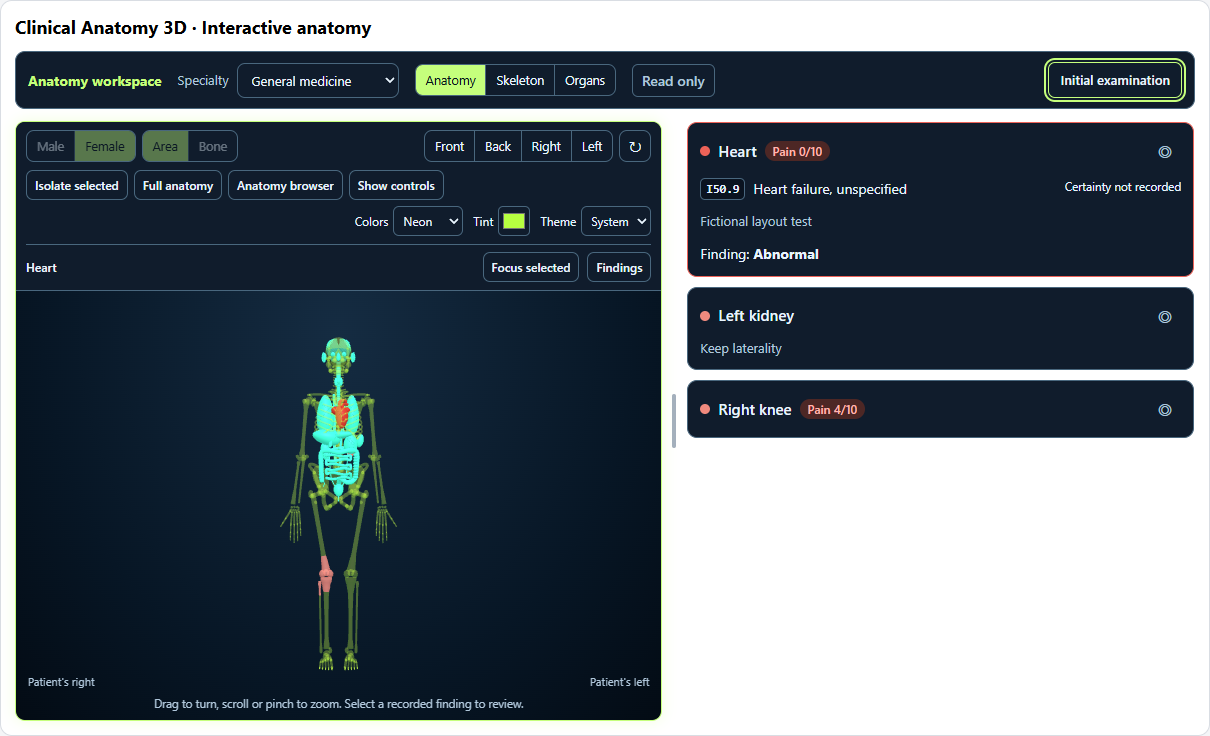 Clinical Anatomy 3D · Interactive anatomy
Anatomy workspace Specialty General medicine Anatomy Skeleton Organs Read only Initial examination
Male Female Area Bone Front Back Right Left ↻
Isolate selected Full anatomy Anatomy browser Show controls
Colors Neon Tint Theme System
Heart Focus selected Findings
Patient's right Patient's left
Drag to turn, scroll or pinch to zoom. Select a recorded finding to review.
Heart Pain 0/10
I50.9 Heart failure, unspecified Certainty not recorded
Fictional layout test
Finding: Abnormal
Left kidney
Keep laterality
Right knee Pain 4/10